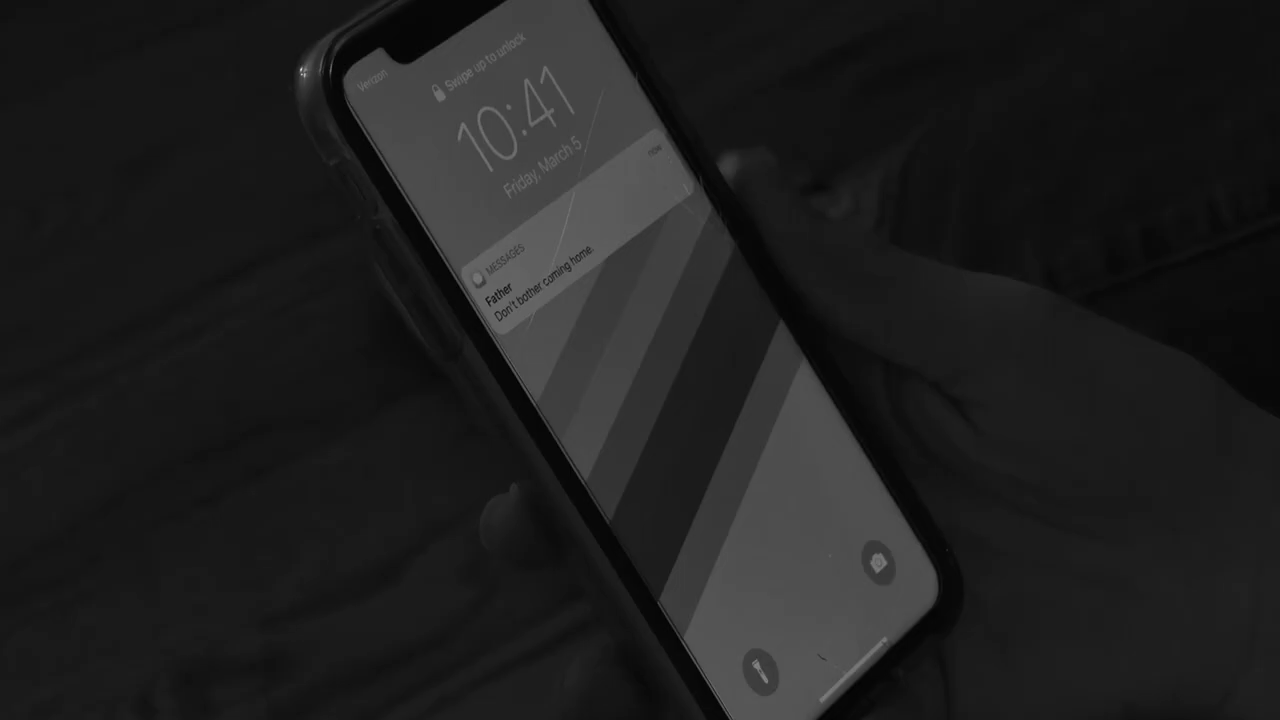 Verizon
Swipe up to unlock
10:41
Friday, March 5
MESSAGES
now
Father
Don't bother coming home.